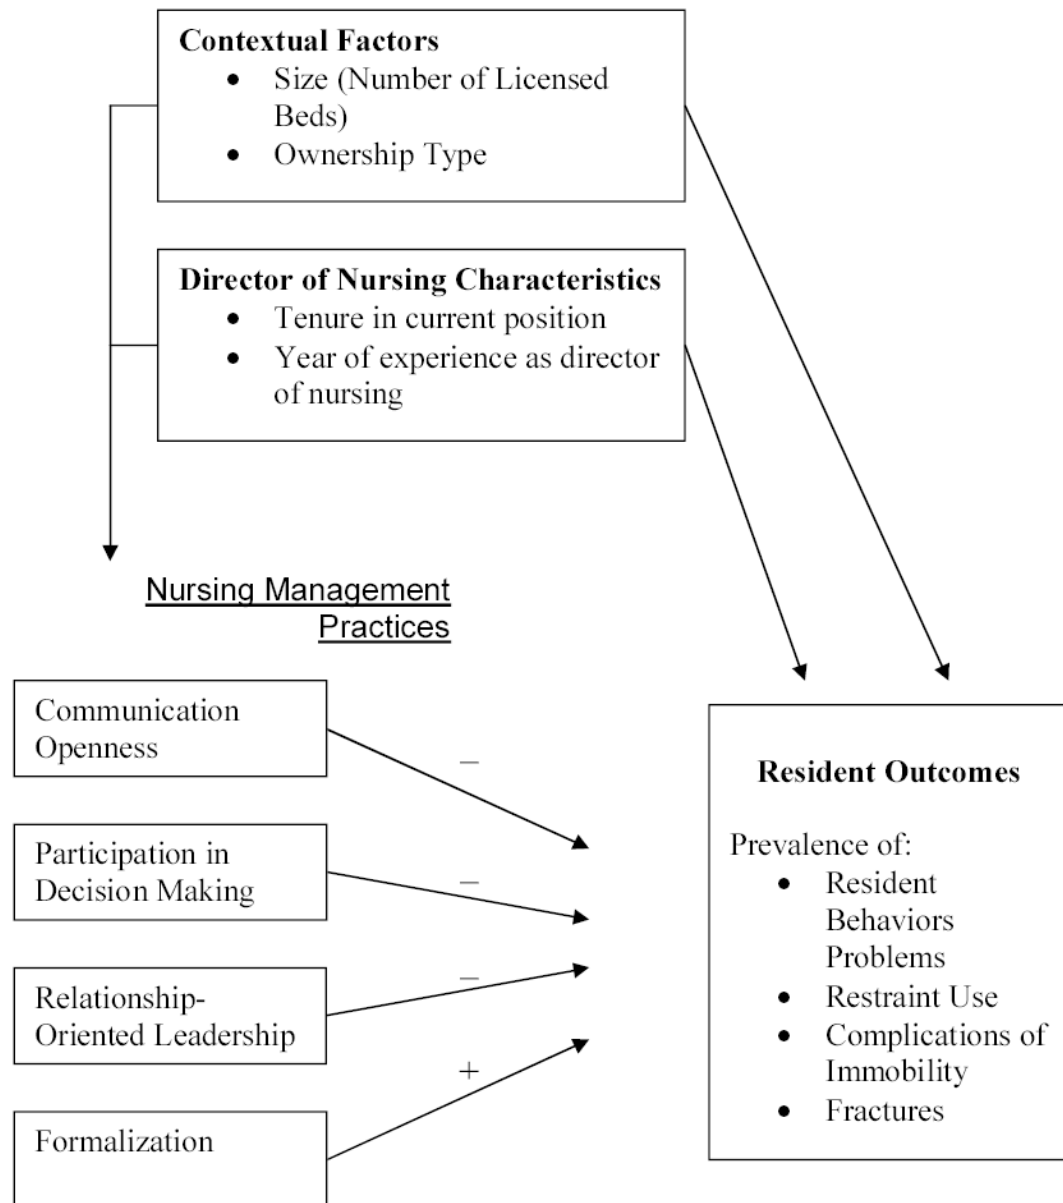 Contextual Factors
• Size (Number of Licensed
Beds)
• Ownership Type
Director of Nursing Characteristics
• Tenure in current position
• Year of experience as director
of nursing
Nursing Management
Practices
Communication
Openness
–
Participation in
Decision Making
–
Relationship-
Oriented Leadership
–
Formalization
+
Resident Outcomes
Prevalence of:
• Resident
Behaviors
Problems
• Restraint Use
• Complications of
Immobility
• Fractures